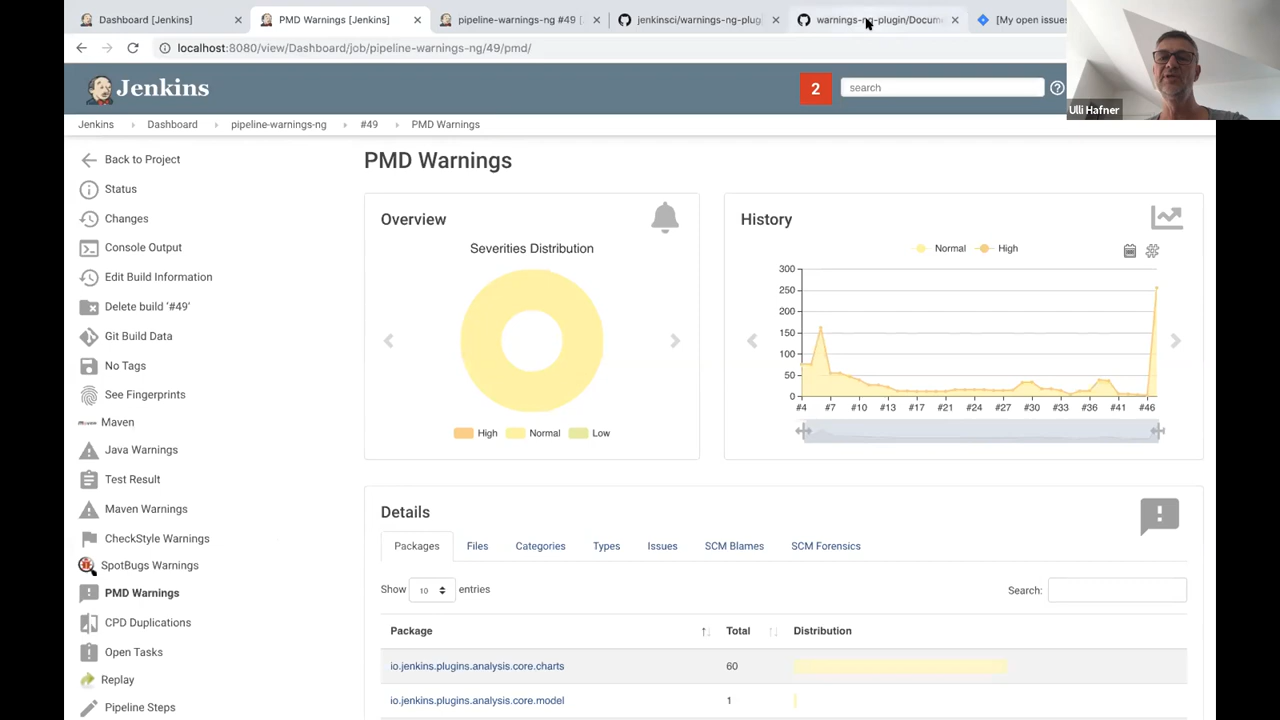 Dashboard [Jenkins]
PMD Warnings [Jenkins]
pipeline-warnings-ng #49 [
jenkinsci/warnings-ng-plug
warnings-ng-plugin/Docum
[My open issues
localhost:8080/view/Dashboard/job/pipeline-warnings-ng/49/pmd/
Jenkins
2
search
Ulli Hafner
Jenkins
Dashboard
pipeline-warnings-ng
#49
PMD Warnings
Back to Project
Status
Changes
Console Output
Edit Build Information
Delete build '#49'
Git Build Data
No Tags
See Fingerprints
Maven
Java Warnings
Test Result
Maven Warnings
CheckStyle Warnings
SpotBugs Warnings
PMD Warnings
CPD Duplications
Open Tasks
Replay
Pipeline Steps
PMD Warnings
Overview
Severities Distribution
High
Normal
Low
History
Normal
High
300
250
200
150
100
50
0
#4
#7
#10
#13
#17
#21
#24
#27
#30
#33
#36
#41
#46
Details
Packages
Files
Categories
Types
Issues
SCM Blames
SCM Forensics
Show 10 entries
Search:
Package
Total
Distribution
io.jenkins.plugins.analysis.core.charts
60
io.jenkins.plugins.analysis.core.model
1